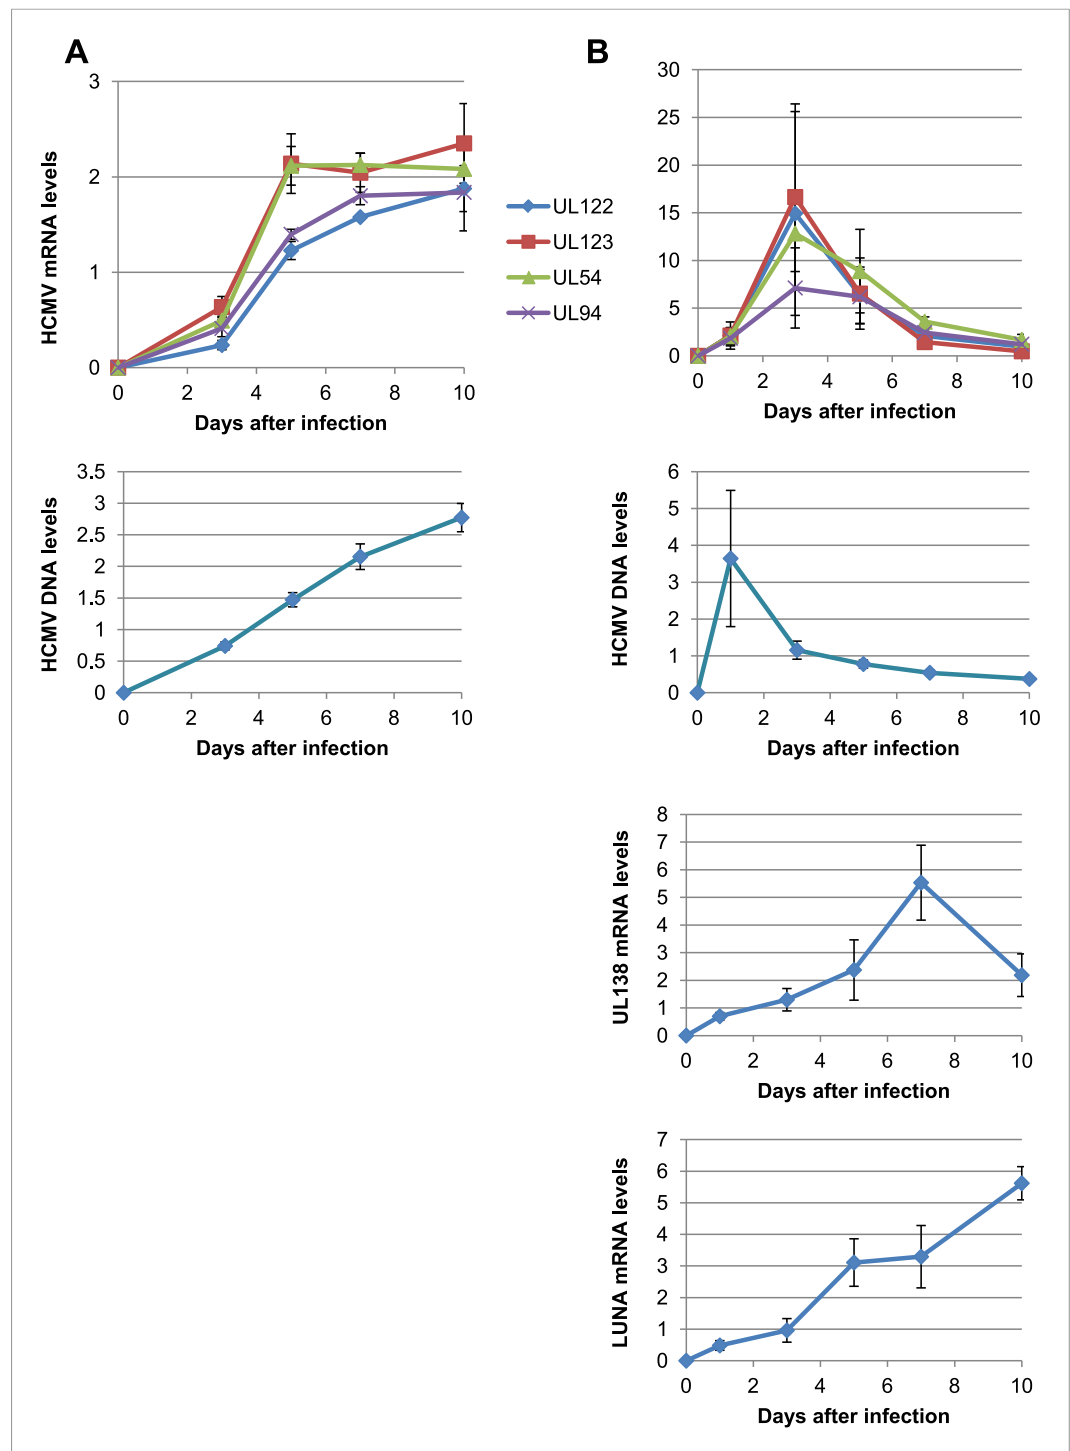 A
B
HCMV mRNA levels
3
2
1
0
0 2 4 6 8 10
Days after infection
UL122
UL123
UL54
UL94
HCMV mRNA levels
30
25
20
15
10
5
0
0 2 4 6 8 10
Days after infection
HCMV DNA levels
3.5
3
2.5
2
1.5
1
0.5
0
0 2 4 6 8 10
Days after infection
HCMV DNA levels
6
5
4
3
2
1
0
0 2 4 6 8 10
Days after infection
UL138 mRNA levels
8
7
6
5
4
3
2
1
0
0 2 4 6 8 10
Days after infection
LUNA mRNA levels
7
6
5
4
3
2
1
0
0 2 4 6 8 10
Days after infection